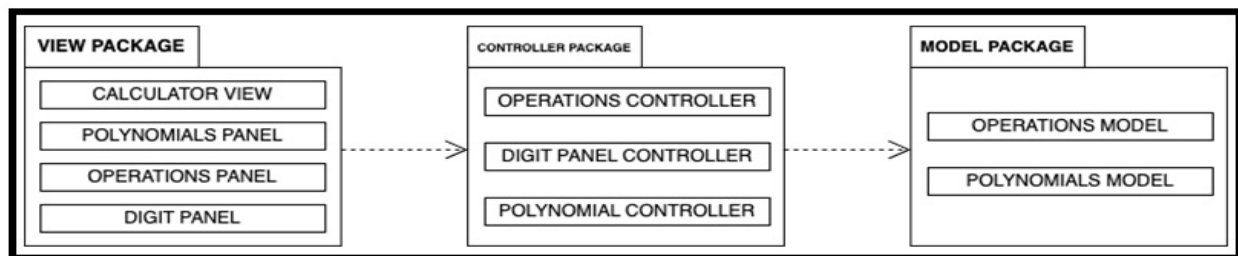 VIEW PACKAGE
CALCULATOR VIEW
POLYNOMIALS PANEL
OPERATIONS PANEL
DIGIT PANEL
CONTROLLER PACKAGE
OPERATIONS CONTROLLER
DIGIT PANEL CONTROLLER
POLYNOMIAL CONTROLLER
MODEL PACKAGE
OPERATIONS MODEL
POLYNOMIALS MODEL